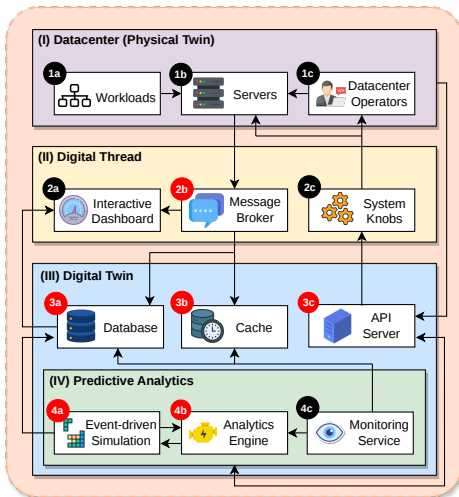 (I) Datacenter (Physical Twin)
1a
1b
1c
Workloads
Servers
Datacenter
Operators
(II) Digital Thread
2a
2b
2c
Interactive
Dashboard
Message
Broker
System
Knobs
(III) Digital Twin
3a
3b
3c
Database
Cache
API
Server
(IV) Predictive Analytics
4a
4b
4c
Event-driven
Simulation
Analytics
Engine
Monitoring
Service